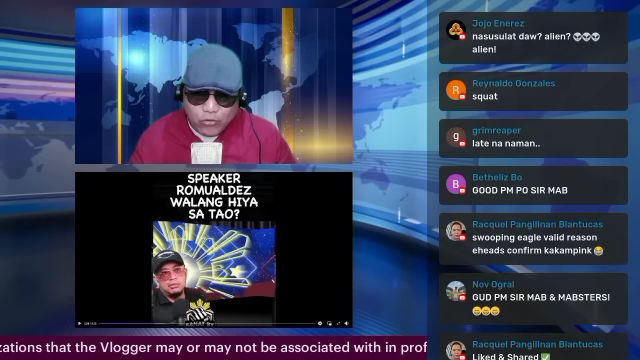 Jojo Enerez
nasusulat daw? alien? 👽👽👽
alien!
Reynaldo Gonzales
squat
grimreaper
late na naman..
Betheliz Bo
GOOD PM PO SIR MAB
Racquel Pangilinan Blantucas
swooping eagle valid reason
eheads confirm kakampink 😂
Nov Ogral
GUD PM SIR MAB & MABSTERS!
😄😄😄
Racquel Pangilinan Blantucas
Liked & Shared ✅
SPEAKER
ROMUALDEZ
WALANG HIYA
SA TAO?
zations that the Vlogger may or may not be associated with in prof